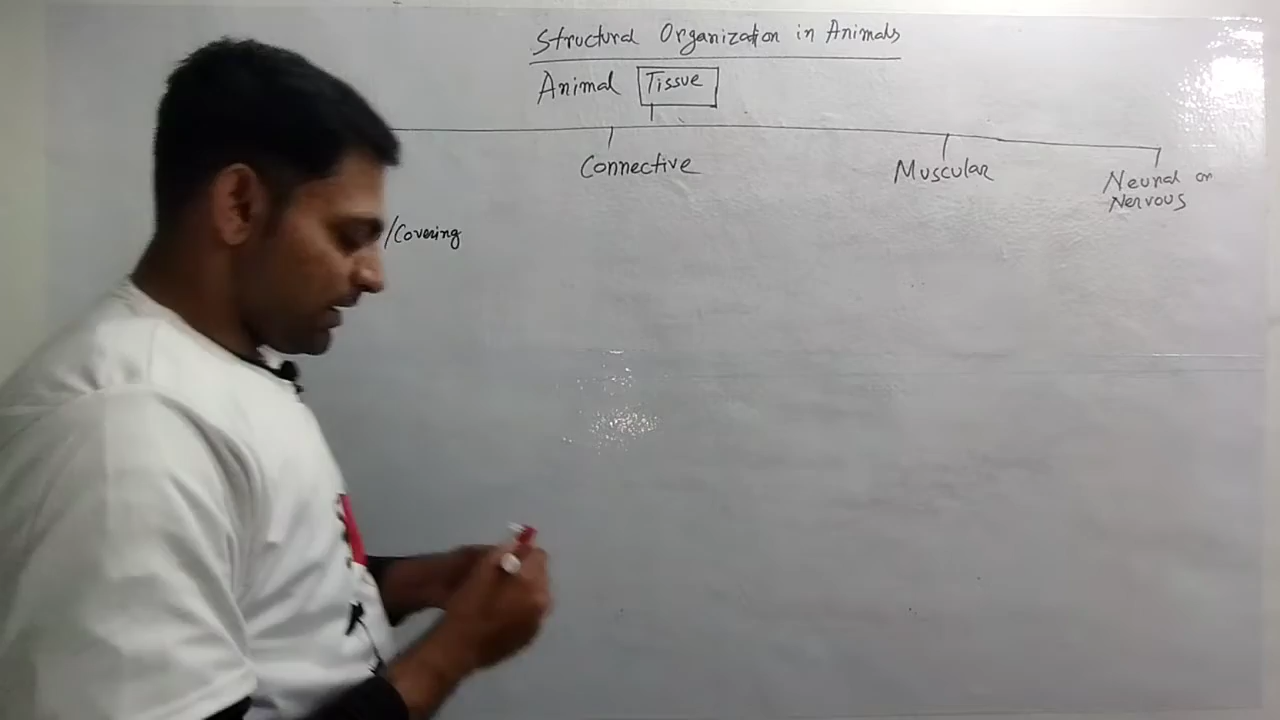 Structural Organization in Animals
Animal Tissue
Connective
Muscular
Neural or
Nervous
/Covering